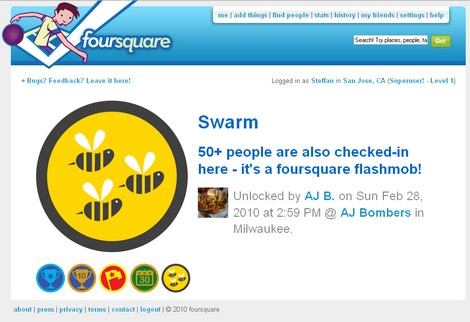 me | add things | find people | stats | history | my friends | settings | help
foursquare
Search! Try places, people, ta
Go!
+ Bugs? Feedback? Leave it here!
Logged in as Steffan in San Jose, CA (Superuser! - Level 1)
Swarm
50+ people are also checked-in
here - it's a foursquare flashmob!
Unlocked by AJ B. on Sun Feb 28,
2010 at 2:59 PM @ AJ Bombers in
Milwaukee.
10
30
about | press | privacy | terms | contact | logout | © 2010 foursquare